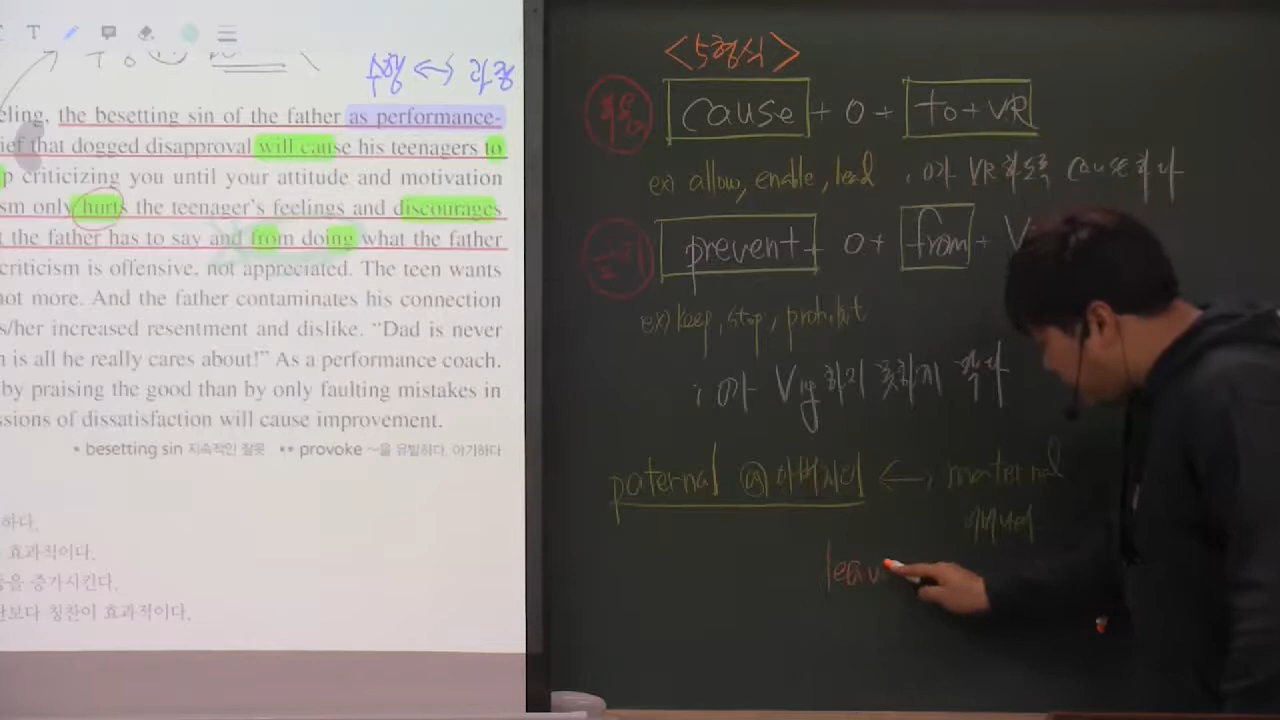 T
수행 <-> 과정
eling, the besetting sin of the father as performance-
ief that dogged disapproval will cause his teenagers to
p criticizing you until your attitude and motivation
sm only hurts the teenager's feelings and discourages
t the father has to say and from doing what the father
criticism is offensive, not appreciated. The teen wants
not more. And the father contaminates his connection
s/her increased resentment and dislike. "Dad is never
n is all he really cares about!" As a performance coach.
by praising the good than by only faulting mistakes in
ssions of dissatisfaction will cause improvement.
* besetting sin 지속적인 잘못 ** provoke ~을 유발하다, 야기하다
하다.
효과적이다.
등을 증가시킨다.
칭찬이 효과적이다.
<5형식>
cause + O + to + VR
ex) allow, enable, lead : O가 VR하도록 cause하다
prevent + O + from + V
ex) keep, stop, prohibit
: O가 Ving 하지 못하게 막다
paternal 아버지의 <-> maternal
어머니의
leav